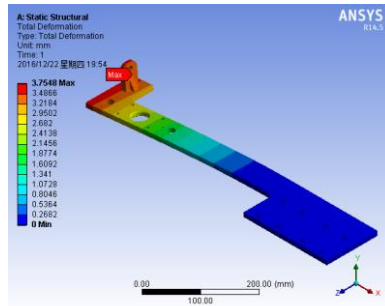 A: Static Structural
Total Deformation
Type: Total Deformation
Unit: mm
Time: 1
2016/12/22 星期四 19:54
ANSYS
R14.5
Max
3.7548 Max
3.4866
3.2184
2.9502
2.682
2.4138
2.1456
1.8774
1.6092
1.341
1.0728
0.8046
0.5364
0.2682
0 Min
0.00
200.00 (mm)
100.00
Y
Z
X